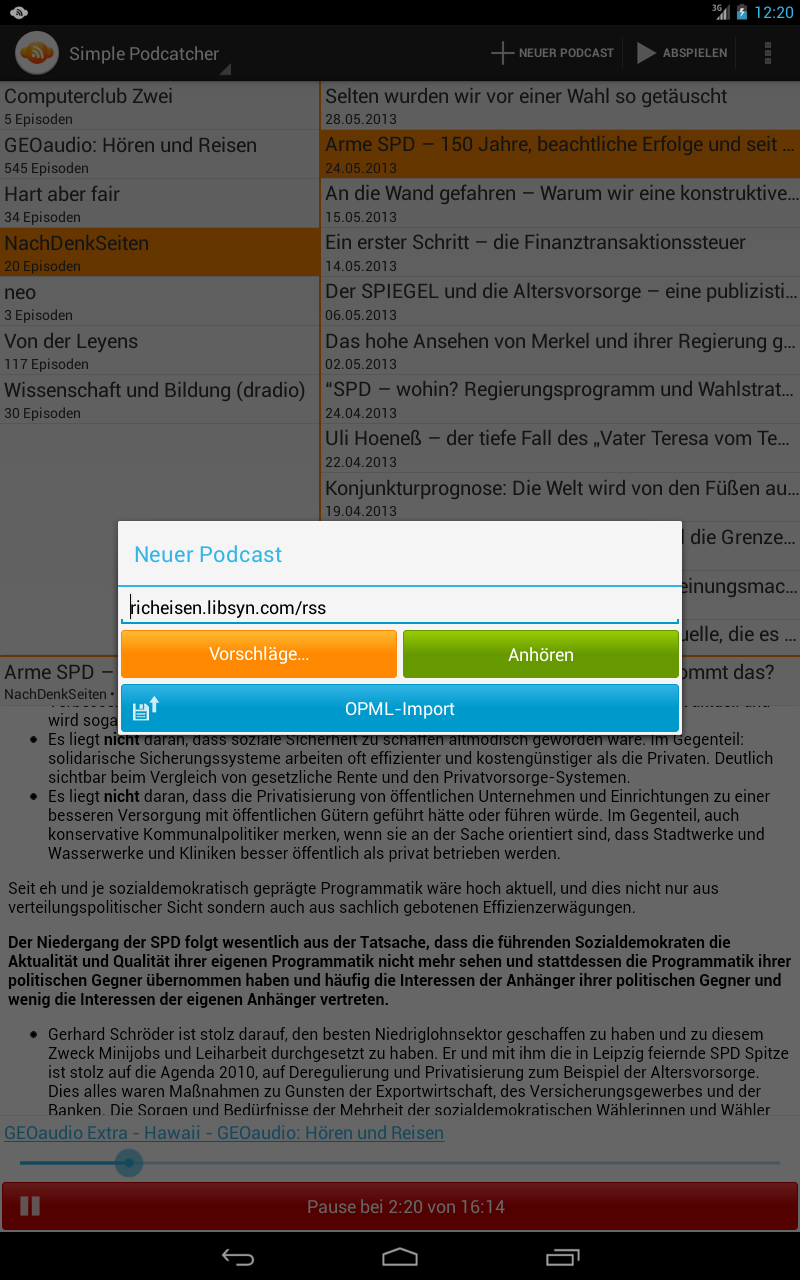 3G 12:20
Simple Podcatcher
NEUER PODCAST
ABSPIELEN
Computerclub Zwei
5 Episoden
GEOaudio: Hören und Reisen
545 Episoden
Hart aber fair
34 Episoden
NachDenkSeiten
20 Episoden
neo
3 Episoden
Von der Leyens
117 Episoden
Wissenschaft und Bildung (dradio)
30 Episoden
Selten wurden wir vor einer Wahl so getäuscht
28.05.2013
Arme SPD – 150 Jahre, beachtliche Erfolge und seit ...
24.05.2013
An die Wand gefahren – Warum wir eine konstruktive...
15.05.2013
Ein erster Schritt – die Finanztransaktionssteuer
14.05.2013
Der SPIEGEL und die Altersvorsorge – eine publizisti...
06.05.2013
Das hohe Ansehen von Merkel und ihrer Regierung g...
02.05.2013
“SPD – wohin? Regierungsprogramm und Wahlstrat...
24.04.2013
Uli Hoeneß – der tiefe Fall des „Vater Teresa vom Te...
22.04.2013
Konjunkturprognose: Die Welt wird von den Füßen au...
19.04.2013
die Grenze...
einungsmac...
uelle, die es ...
Neuer Podcast
richeisen.libsyn.com/rss
Vorschläge...
Anhören
OPML-Import
Arme SPD –
ommt das?
NachDenkSeiten •
wird soga
Es liegt nicht daran, dass soziale Sicherheit zu schaffen altmodisch geworden wäre. Im Gegenteil:
solidarische Sicherungssysteme arbeiten oft effizienter und kostengünstiger als die Privaten. Deutlich
sichtbar beim Vergleich von gesetzliche Rente und den Privatvorsorge-Systemen.
Es liegt nicht daran, dass die Privatisierung von öffentlichen Unternehmen und Einrichtungen zu einer
besseren Versorgung mit öffentlichen Gütern geführt hätte oder führen würde. Im Gegenteil, auch
konservative Kommunalpolitiker merken, wenn sie an der Sache orientiert sind, dass Stadtwerke und
Wasserwerke und Kliniken besser öffentlich als privat betrieben werden.
Seit eh und je sozialdemokratisch geprägte Programmatik wäre hoch aktuell, und dies nicht nur aus
verteilungspolitischer Sicht sondern auch aus sachlich gebotenen Effizienzerwägungen.
Der Niedergang der SPD folgt wesentlich aus der Tatsache, dass die führenden Sozialdemokraten die
Aktualität und Qualität ihrer eigenen Programmatik nicht mehr sehen und stattdessen die Programmatik ihrer
politischen Gegner übernommen haben und häufig die Interessen der Anhänger ihrer politischen Gegner und
wenig die Interessen der eigenen Anhänger vertreten.
Gerhard Schröder ist stolz darauf, den besten Niedriglohnsektor geschaffen zu haben und zu diesem
Zweck Minijobs und Leiharbeit durchgesetzt zu haben. Er und mit ihm die in Leipzig feiernde SPD Spitze
ist stolz auf die Agenda 2010, auf Deregulierung und Privatisierung zum Beispiel der Altersvorsorge.
Dies alles waren Maßnahmen zu Gunsten der Exportwirtschaft, des Versicherungsgewerbes und der
Banken. Die Sorgen und Bedürfnisse der Mehrheit der sozialdemokratischen Wählerinnen und Wähler
GEOaudio Extra - Hawaii - GEOaudio: Hören und Reisen
Pause bei 2:20 von 16:14